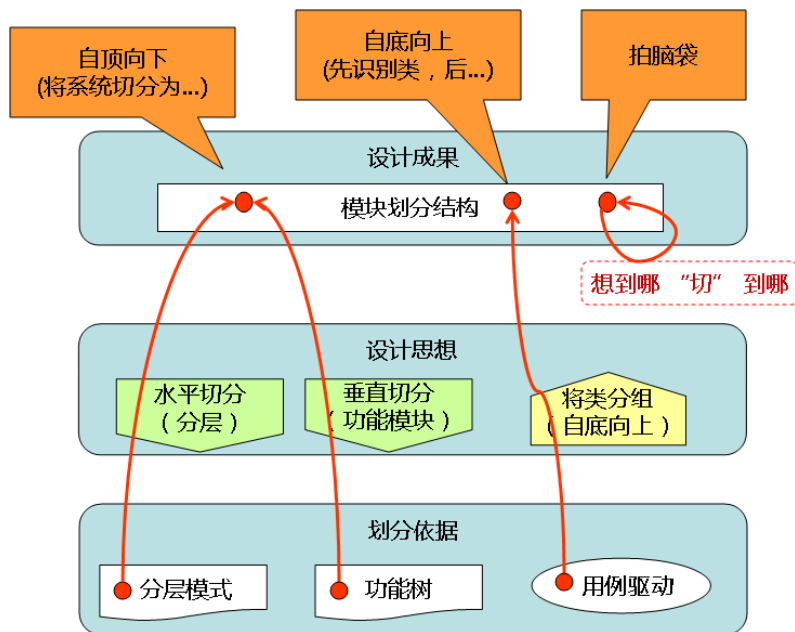 自顶向下
(将系统切分为...)
自底向上
(先识别类，后...)
拍脑袋
设计成果
模块划分结构
想到哪 “切” 到哪
设计思想
水平切分
（分层）
垂直切分
（功能模块）
将类分组
（自底向上）
划分依据
分层模式
功能树
用例驱动